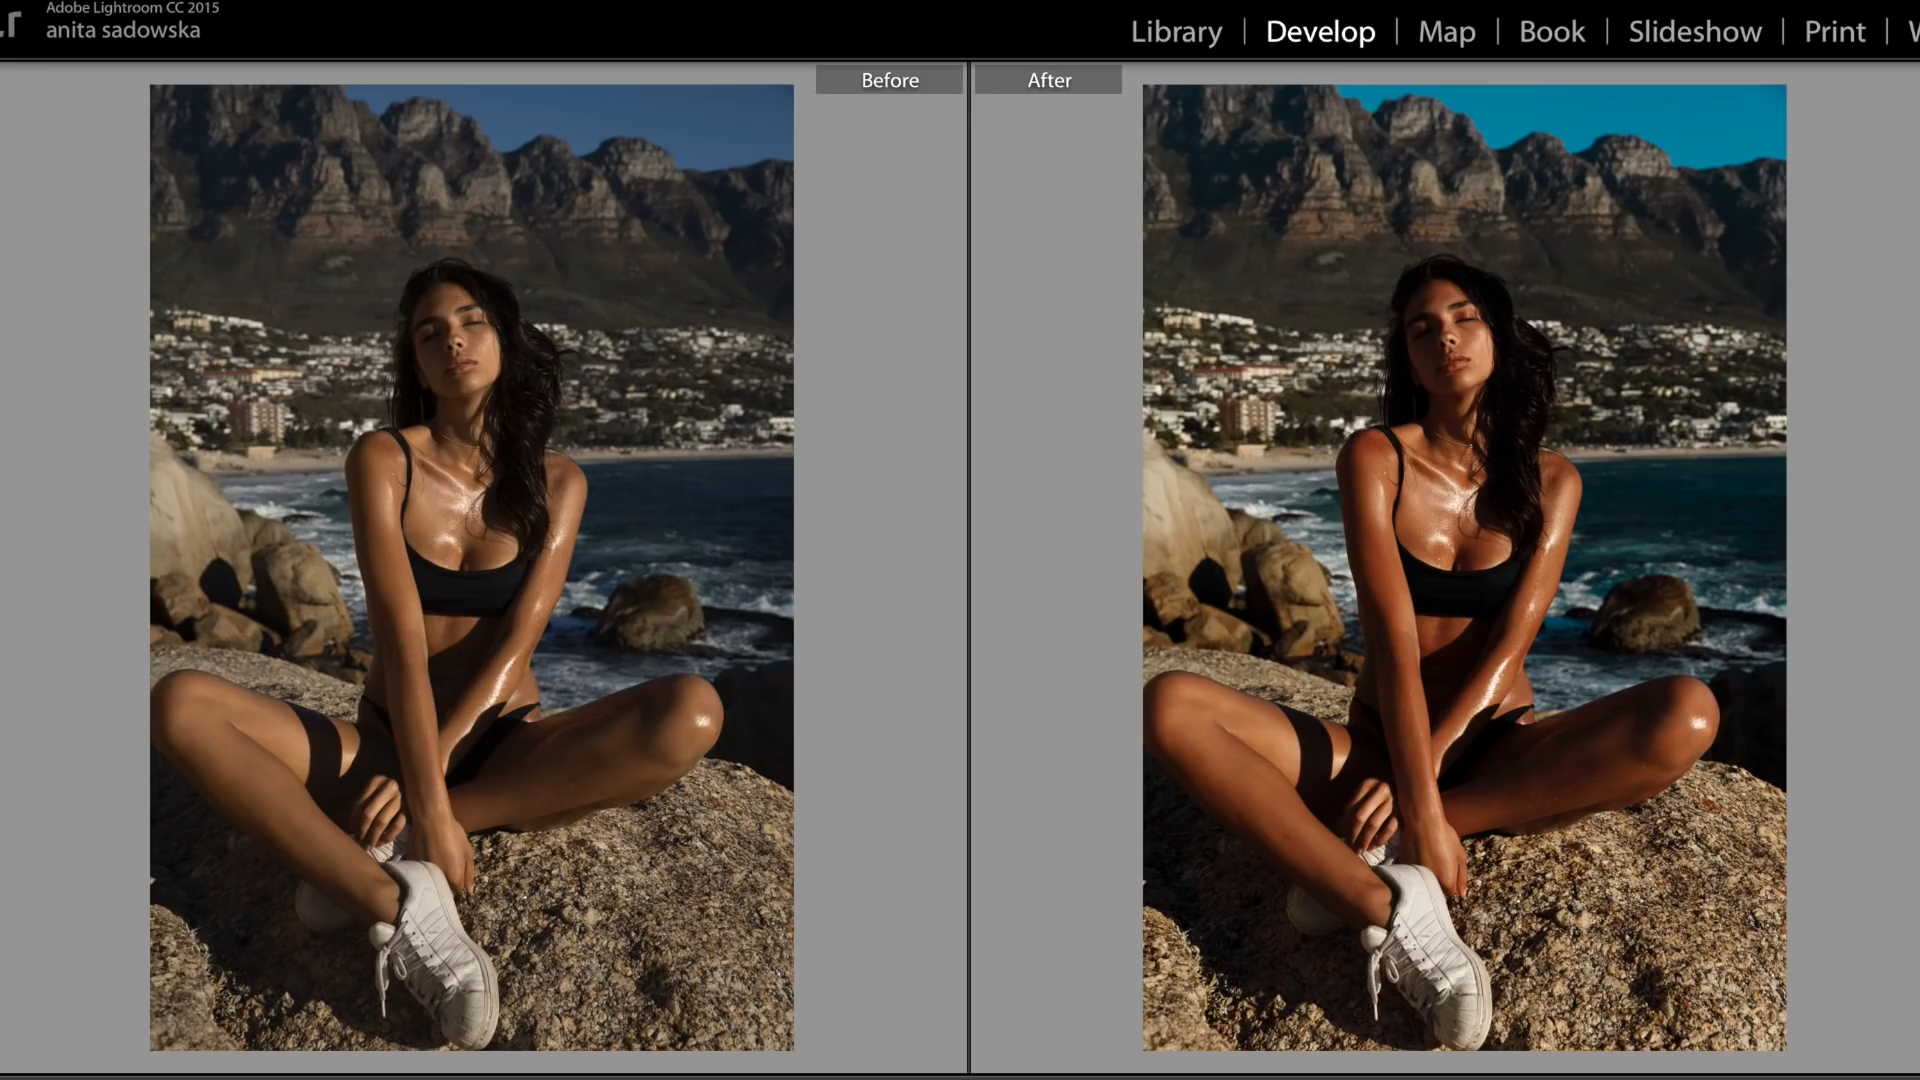 Adobe Lightroom CC 2015
anita sadowska
Library | Develop | Map | Book | Slideshow | Print |
Before
After